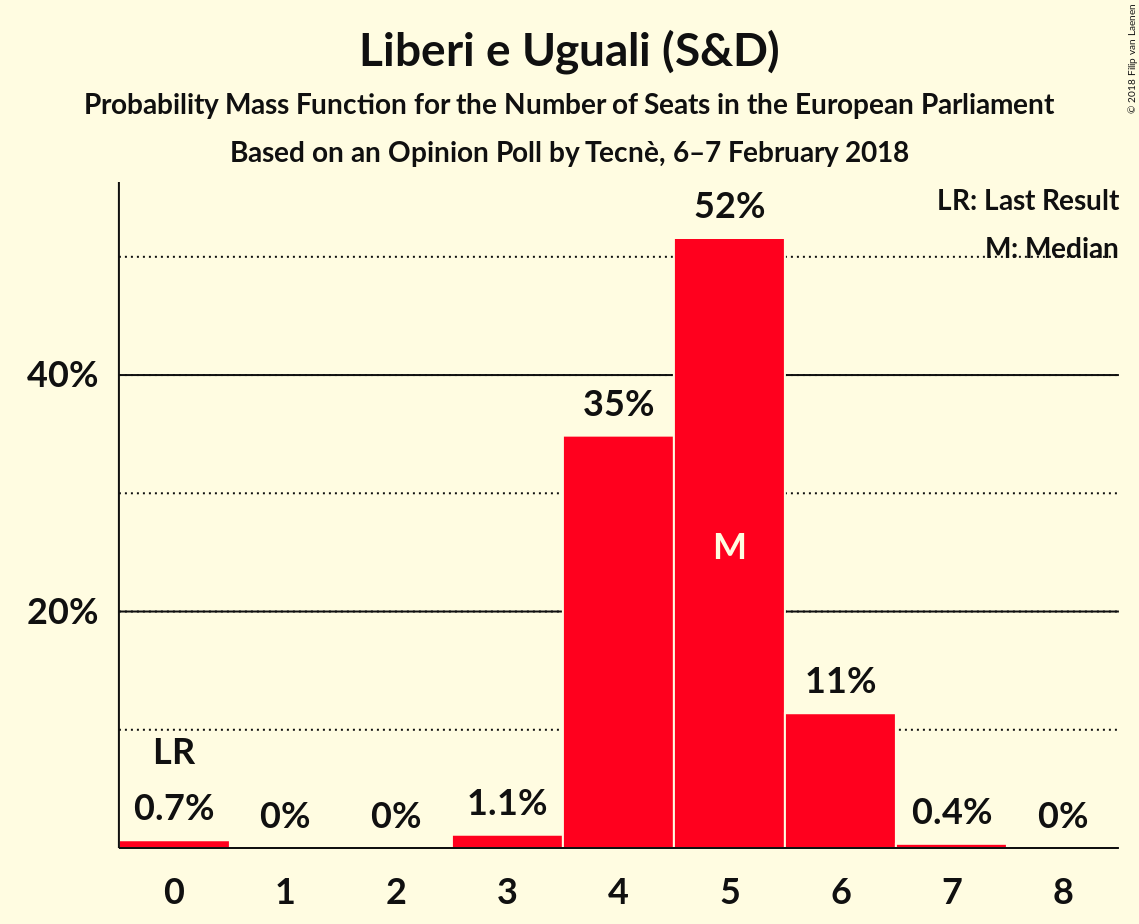 Liberi e Uguali (S&D)
Probability Mass Function for the Number of Seats in the European Parliament
Based on an Opinion Poll by Tecnè, 6–7 February 2018
© 2018 Filip van Laenen
LR: Last Result
M: Median
52%
40%
35%
M
20%
11%
LR
0.7%
0%
0%
1.1%
0.4%
0%
0
1
2
3
4
5
6
7
8